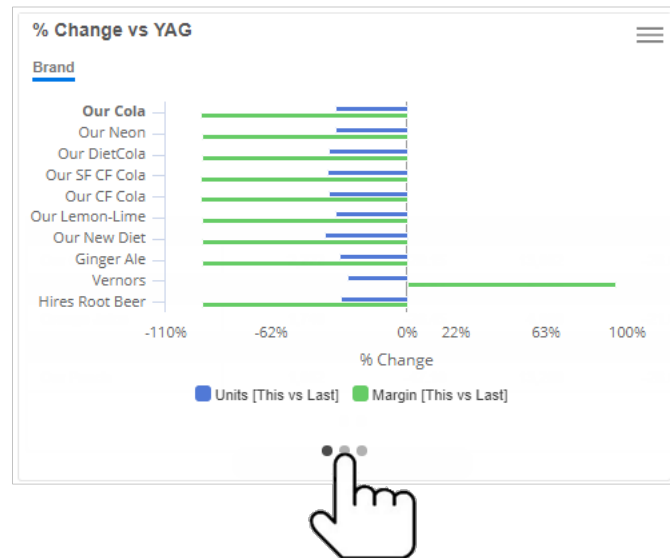 % Change vs YAG
Brand
Our Cola
Our Neon
Our DietCola
Our SF CF Cola
Our CF Cola
Our Lemon-Lime
Our New Diet
Ginger Ale
Vernors
Hires Root Beer
-110% -62% 0% 22% 63% 100%
% Change
Units [This vs Last] Margin [This vs Last]